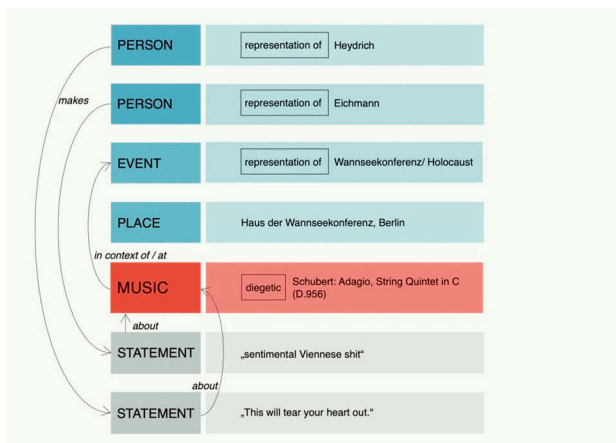 PERSON representation of Heydrich
makes
PERSON representation of Eichmann
EVENT representation of Wannseekonferenz/ Holocaust
PLACE Haus der Wannseekonferenz, Berlin
in context of / at
MUSIC diegetic Schubert: Adagio, String Quintet in C
(D.956)
about
STATEMENT „sentimental Viennese shit“
about
STATEMENT „This will tear your heart out.“